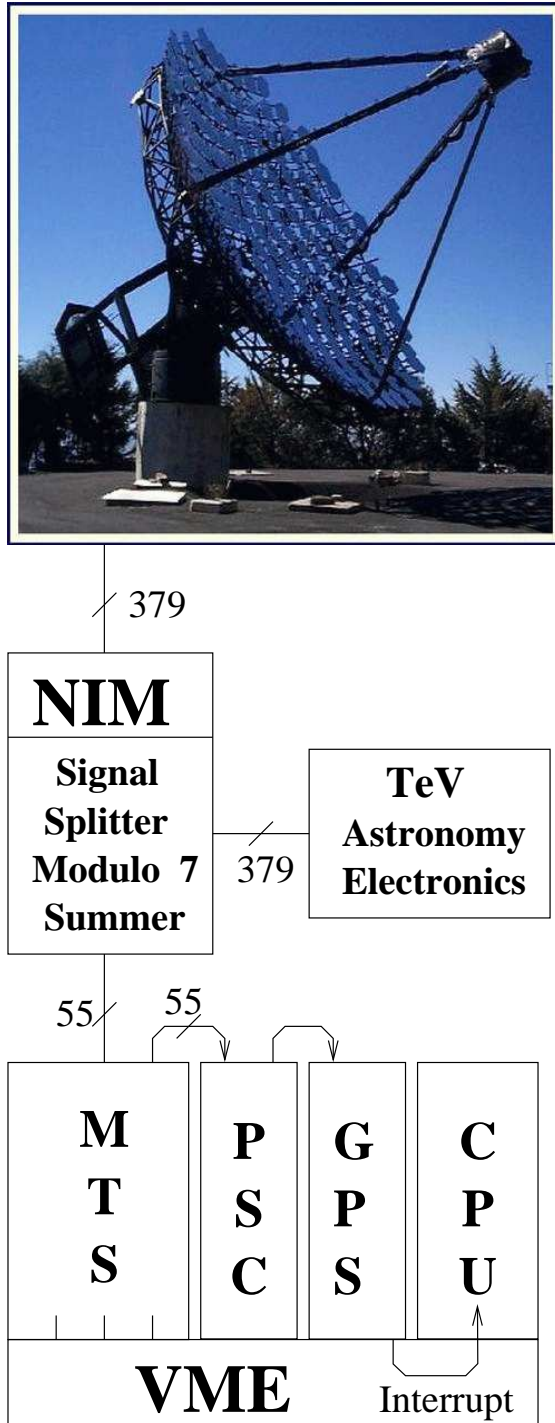 379
NIM
Signal
Splitter
Modulo 7
Summer
379
TeV
Astronomy
Electronics
55
55
M
T
S
P
S
C
G
P
S
C
P
U
VME
Interrupt